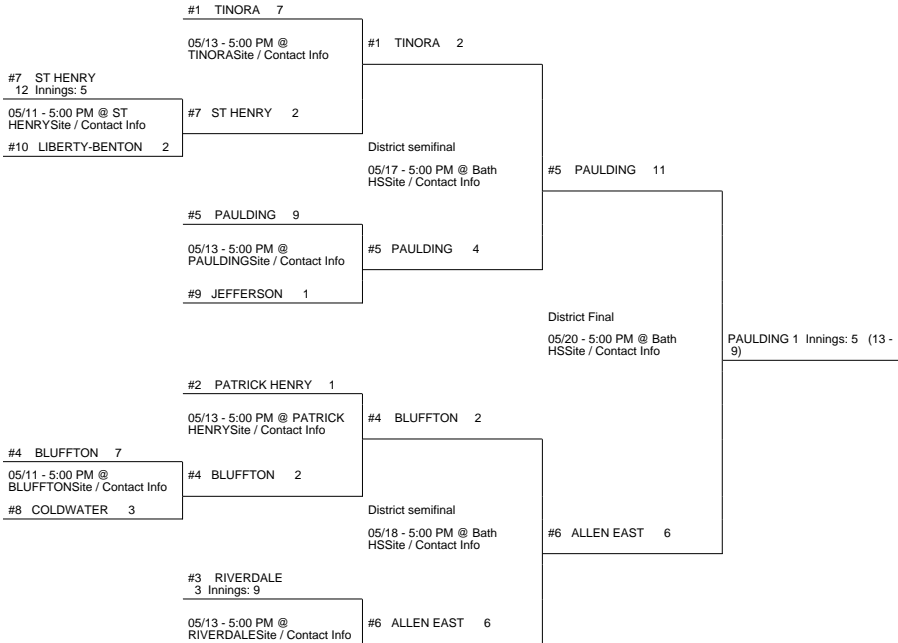 #1 TINORA 7
05/13 - 5:00 PM @
TINORASite / Contact Info
#1 TINORA 2
#7 ST HENRY
12 Innings: 5
05/11 - 5:00 PM @ ST
HENRYSite / Contact Info
#7 ST HENRY 2
#10 LIBERTY-BENTON 2
District semifinal
05/17 - 5:00 PM @ Bath
HSSite / Contact Info
#5 PAULDING 11
#5 PAULDING 9
05/13 - 5:00 PM @
PAULDINGSite / Contact Info
#5 PAULDING 4
#9 JEFFERSON 1
District Final
05/20 - 5:00 PM @ Bath
HSSite / Contact Info
PAULDING 1 Innings: 5 (13 -
9)
#2 PATRICK HENRY 1
05/13 - 5:00 PM @ PATRICK
HENRYSite / Contact Info
#4 BLUFFTON 2
#4 BLUFFTON 7
05/11 - 5:00 PM @
BLUFFTONSite / Contact Info
#4 BLUFFTON 2
#8 COLDWATER 3
District semifinal
05/18 - 5:00 PM @ Bath
HSSite / Contact Info
#6 ALLEN EAST 6
#3 RIVERDALE
3 Innings: 9
05/13 - 5:00 PM @
RIVERDALESite / Contact Info
#6 ALLEN EAST 6